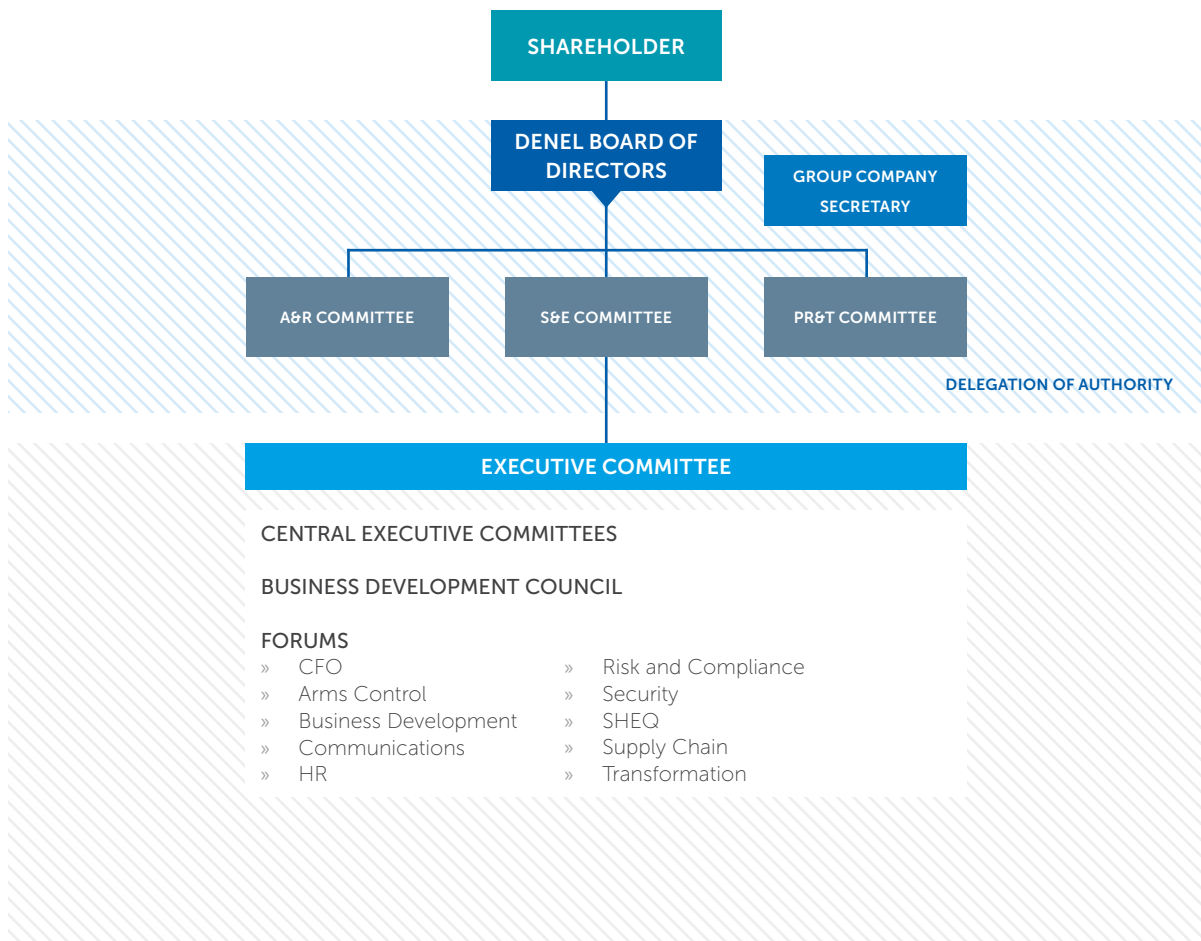 SHAREHOLDER
DENEL BOARD OF
DIRECTORS
GROUP COMPANY
SECRETARY
A&R COMMITTEE
S&E COMMITTEE
PR&T COMMITTEE
DELEGATION OF AUTHORITY
EXECUTIVE COMMITTEE
CENTRAL EXECUTIVE COMMITTEES
BUSINESS DEVELOPMENT COUNCIL
FORUMS
» CFO
» Arms Control
» Business Development
» Communications
» HR
» Risk and Compliance
» Security
» SHEQ
» Supply Chain
» Transformation